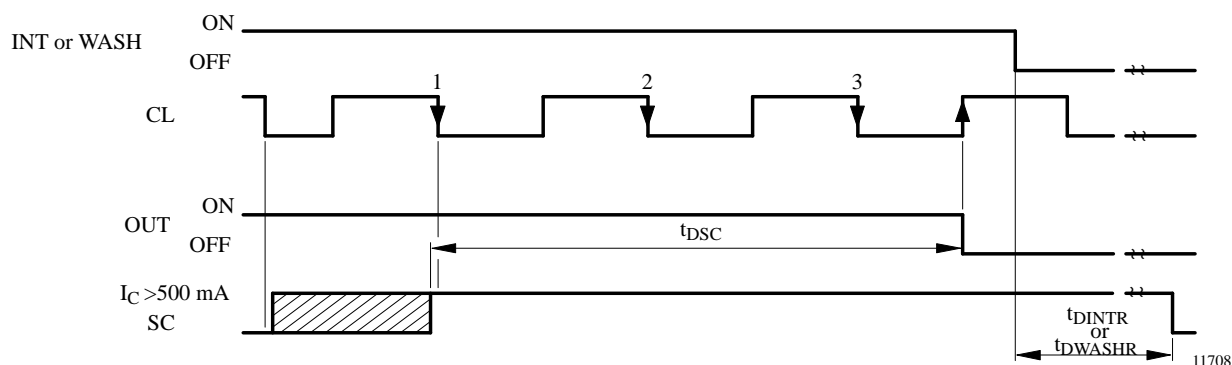 ON
INT or WASH
OFF
1 2 3
CL
ON
OUT
tDSC
OFF
IC >500 mA
SC
tDINTR
or
tDWASHR
11708